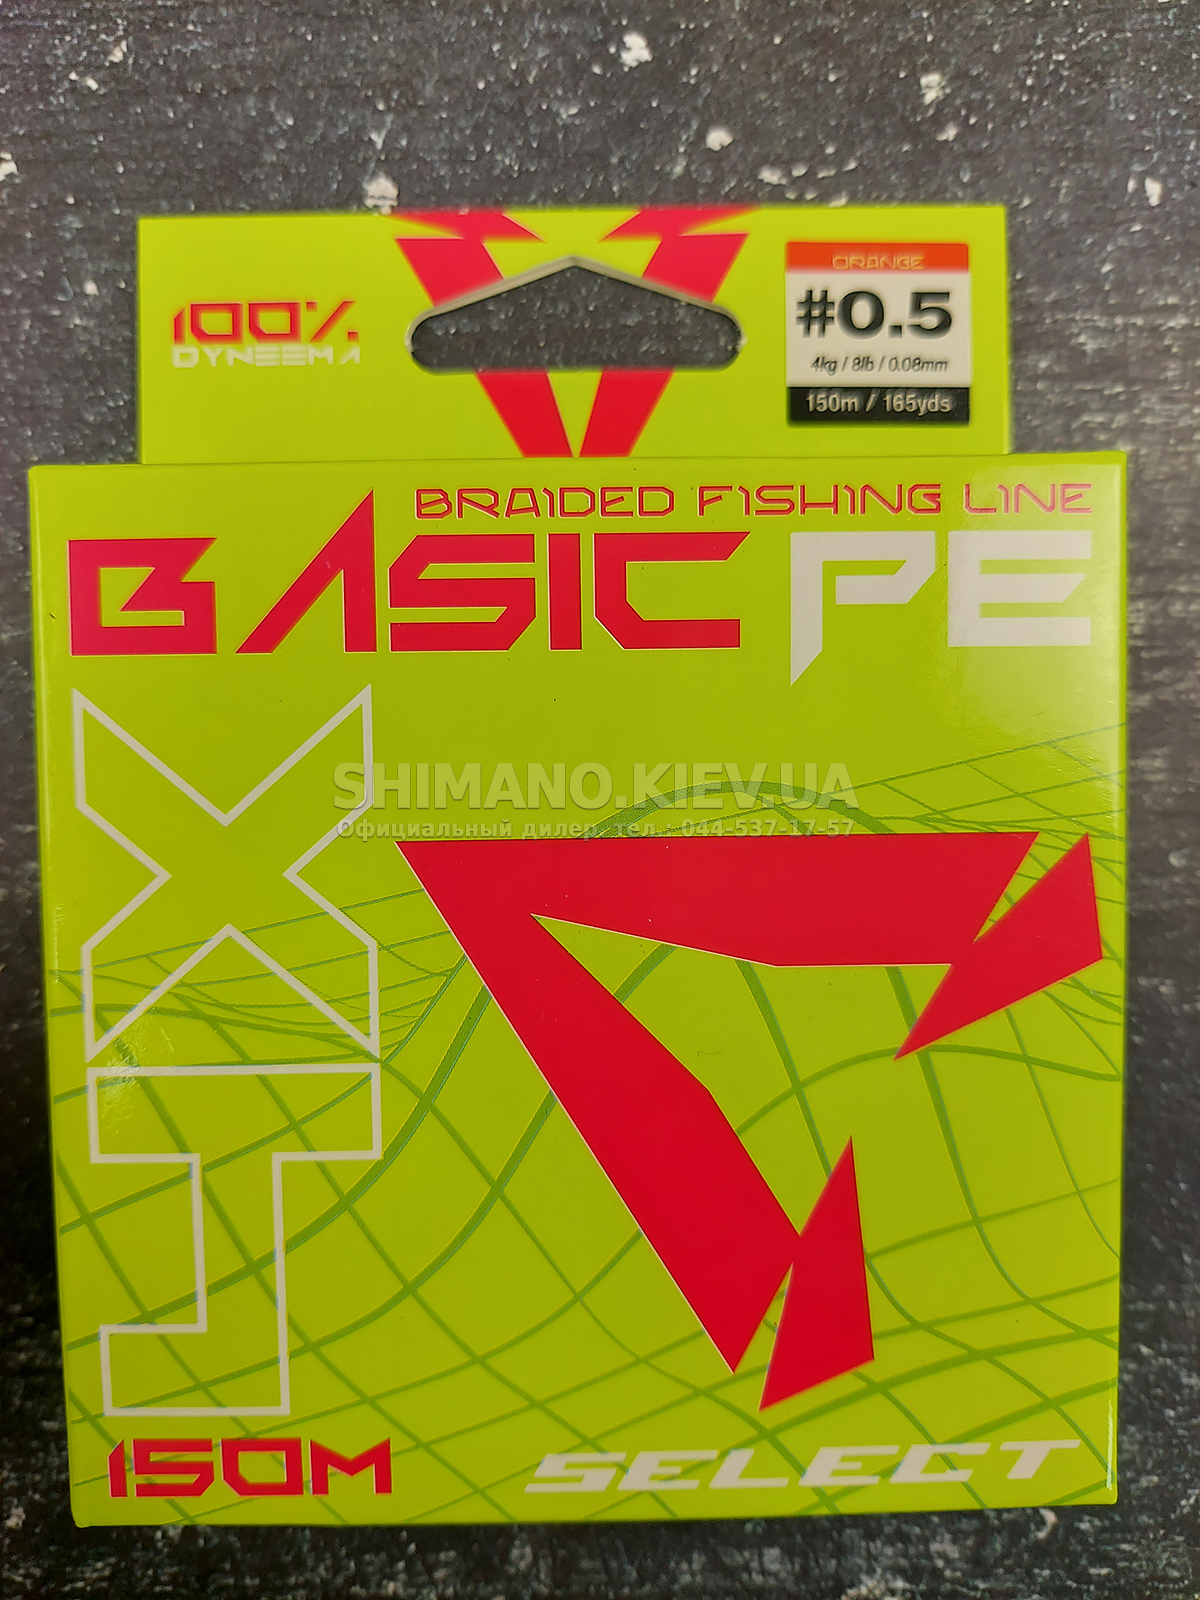 100%
DYNEEMA
ORANGE
#0.5
4kg / 8lb / 0.08mm
150m / 165yds
BRAIDED FISHING LINE
BASIC PE
SHIMANO.KIEV.UA
Официальный дилер, тел.: 044-537-17-57
150M
SELECT